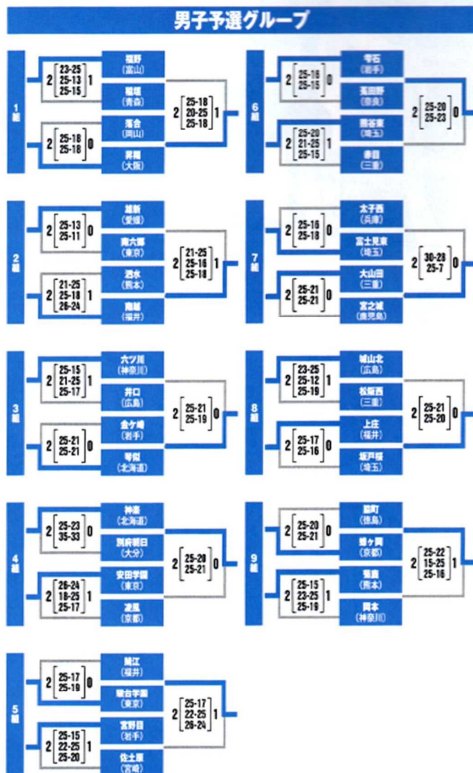 男子予選グループ
1組
福野
(富山)
稲垣
(青森)
落合
(岡山)
昇陽
(大阪)
2 [23-25 25-13 25-15] 1
2 [25-18 25-18] 0
2 [25-18 20-25 25-18] 1
2組
雄新
(愛媛)
南六郷
(東京)
泗水
(熊本)
南越
(福井)
2 [25-13 25-11] 0
2 [21-25 25-18 26-24] 1
2 [21-25 25-16 25-18] 1
3組
六ツ川
(神奈川)
井口
(広島)
金ケ崎
(岩手)
琴似
(北海道)
2 [25-15 21-25 25-17] 1
2 [25-21 25-21] 0
2 [25-21 25-19] 0
4組
神楽
(北海道)
別府朝日
(大分)
安田学園
(東京)
凌風
(京都)
2 [25-23 35-33] 0
2 [26-24 18-25 25-17] 1
2 [25-20 25-21] 0
5組
鯖江
(福井)
駿台学園
(東京)
宮野目
(岩手)
住土原
(宮崎)
2 [25-17 25-19] 0
2 [25-15 22-25 25-20] 1
2 [25-17 22-25 26-24] 1
6組
雫石
(岩手)
菟田野
(奈良)
熊谷東
(埼玉)
赤目
(三重)
2 [25-16 25-15] 0
2 [25-20 21-25 25-15] 1
2 [25-20 25-23] 0
7組
太子西
(兵庫)
富士見東
(埼玉)
大山田
(三重)
宮之城
(鹿児島)
2 [25-16 25-18] 0
2 [25-21 25-21] 0
2 [30-28 25-7] 0
8組
城山北
(広島)
松阪西
(三重)
上庄
(福井)
坂戸桜
(埼玉)
2 [23-25 25-12 25-19] 1
2 [25-17 25-16] 0
2 [25-21 25-20] 0
9組
脇町
(徳島)
蜂ヶ岡
(京都)
菊鹿
(熊本)
岡本
(神奈川)
2 [25-20 25-21] 0
2 [25-15 23-25 25-19] 1
2 [25-22 15-25 25-16] 1